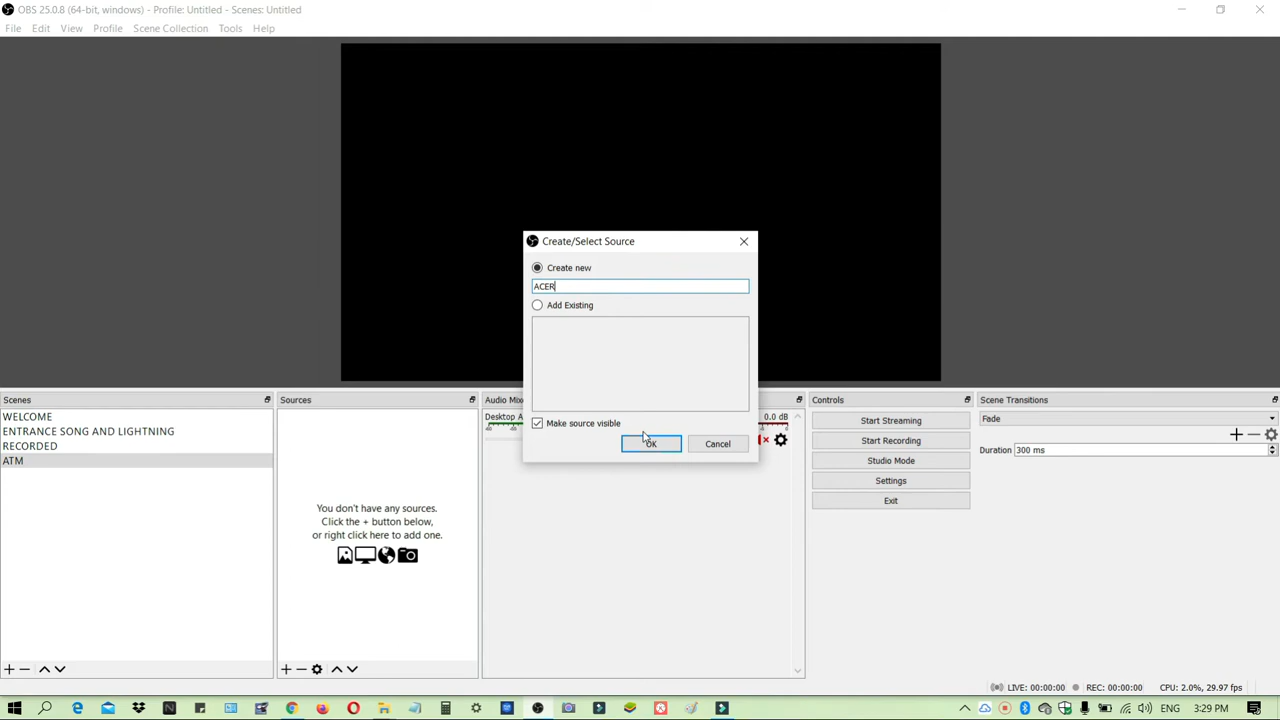 OBS 25.0.8 (64-bit, windows) - Profile: Untitled - Scenes: Untitled
File Edit View Profile Scene Collection Tools Help
Create/Select Source
Create new
ACER
Add Existing
Make source visible
OK Cancel
Scenes
WELCOME
ENTRANCE SONG AND LIGHTNING
RECORDED
ATM
Sources
You don't have any sources.
Click the + button below,
or right click here to add one.
Audio Mix
Desktop A
0.0 dB
Controls
Start Streaming
Start Recording
Studio Mode
Settings
Exit
Scene Transitions
Fade
Duration 300 ms
LIVE: 00:00:00 REC: 00:00:00 CPU: 2.0%, 29.97 fps
ENG 3:29 PM